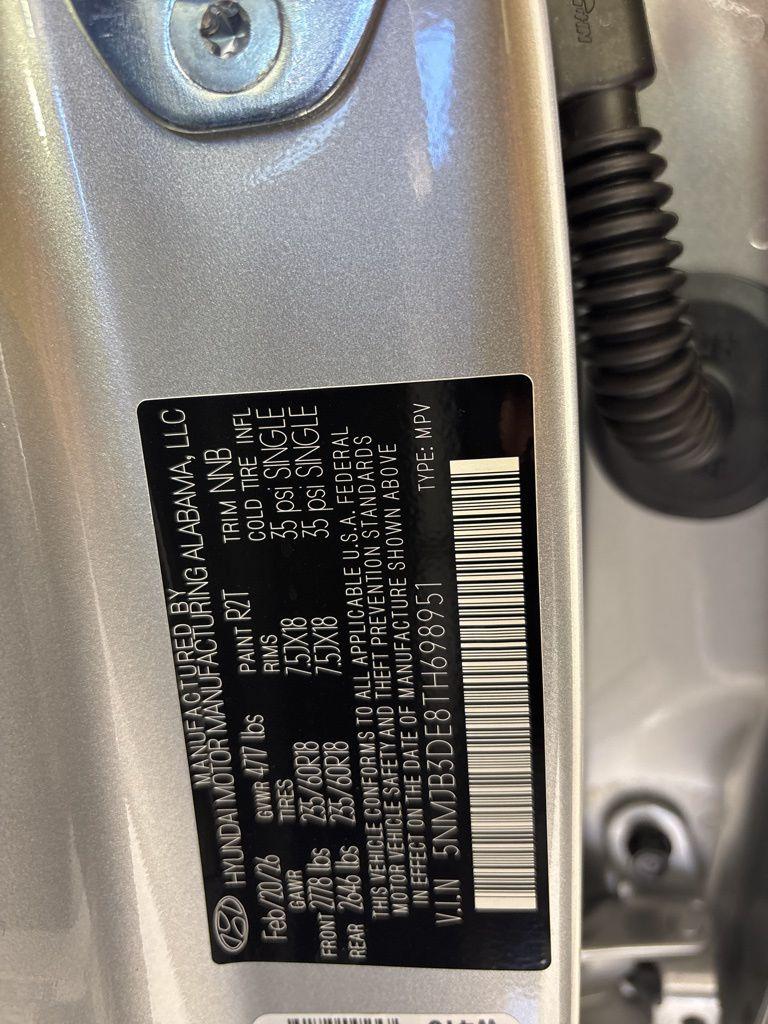 MANUFACTURED BY
HYUNDAI MOTOR MANUFACTURING ALABAMA, LLC
Feb/20/26 GVWR 4777 lbs PAINT R2T TRIM NNB
GAWR TIRES RIMS COLD TIRE INFL
FRONT 2778 lbs 235/60R18 7.5JX18 35 psi SINGLE
REAR 2646 lbs 235/60R18 7.5JX18 35 psi SINGLE
THIS VEHICLE CONFORMS TO ALL APPLICABLE U.S.A. FEDERAL
MOTOR VEHICLE SAFETY AND THEFT PREVENTION STANDARDS
IN EFFECT ON THE DATE OF MANUFACTURE SHOWN ABOVE
V.I.N 5NMJB3DE8TH698951 TYPE: MPV